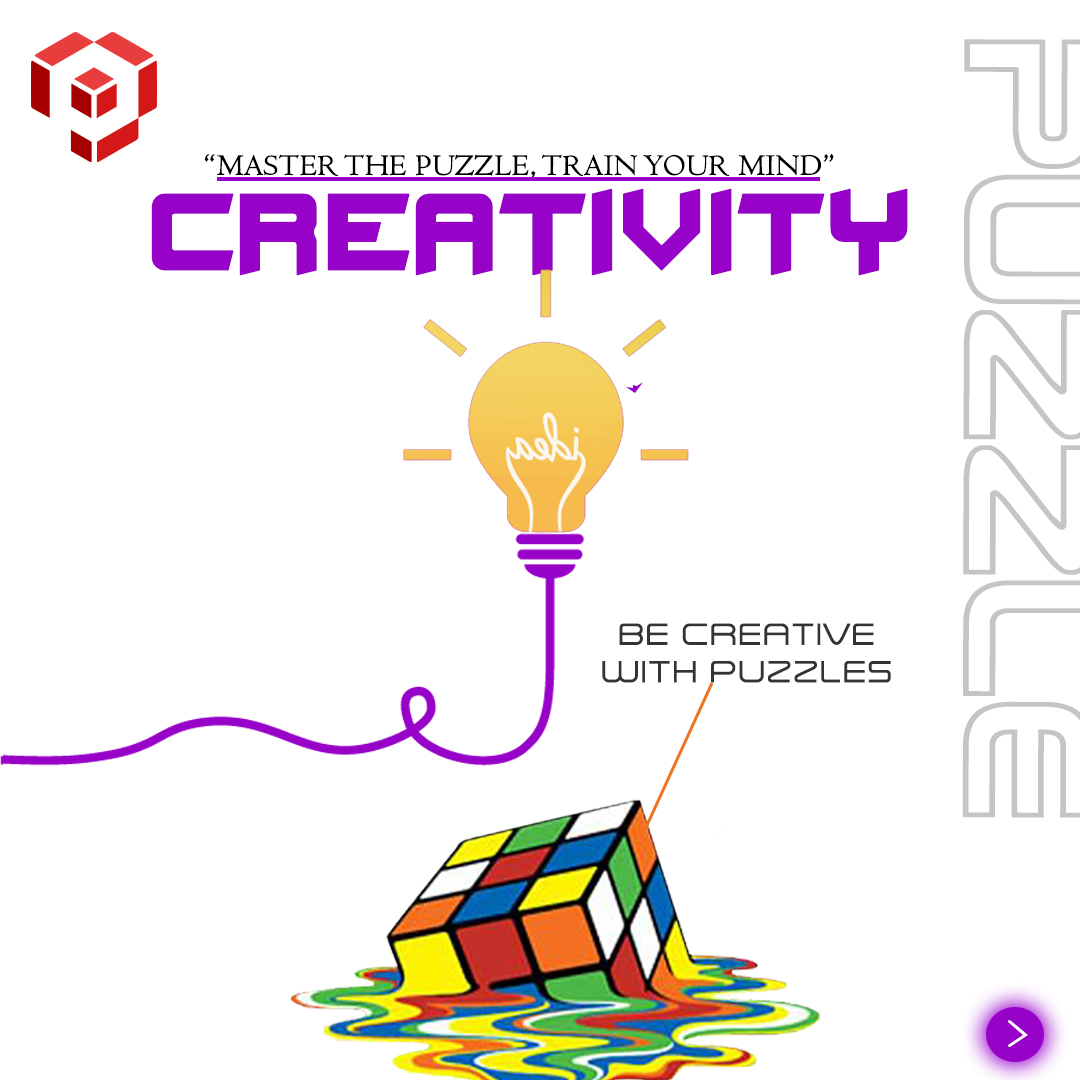 “MASTER THE PUZZLE, TRAIN YOUR MIND”
CREATIVITY
idea
BE CREATIVE
WITH PUZZLES
PUZZLE